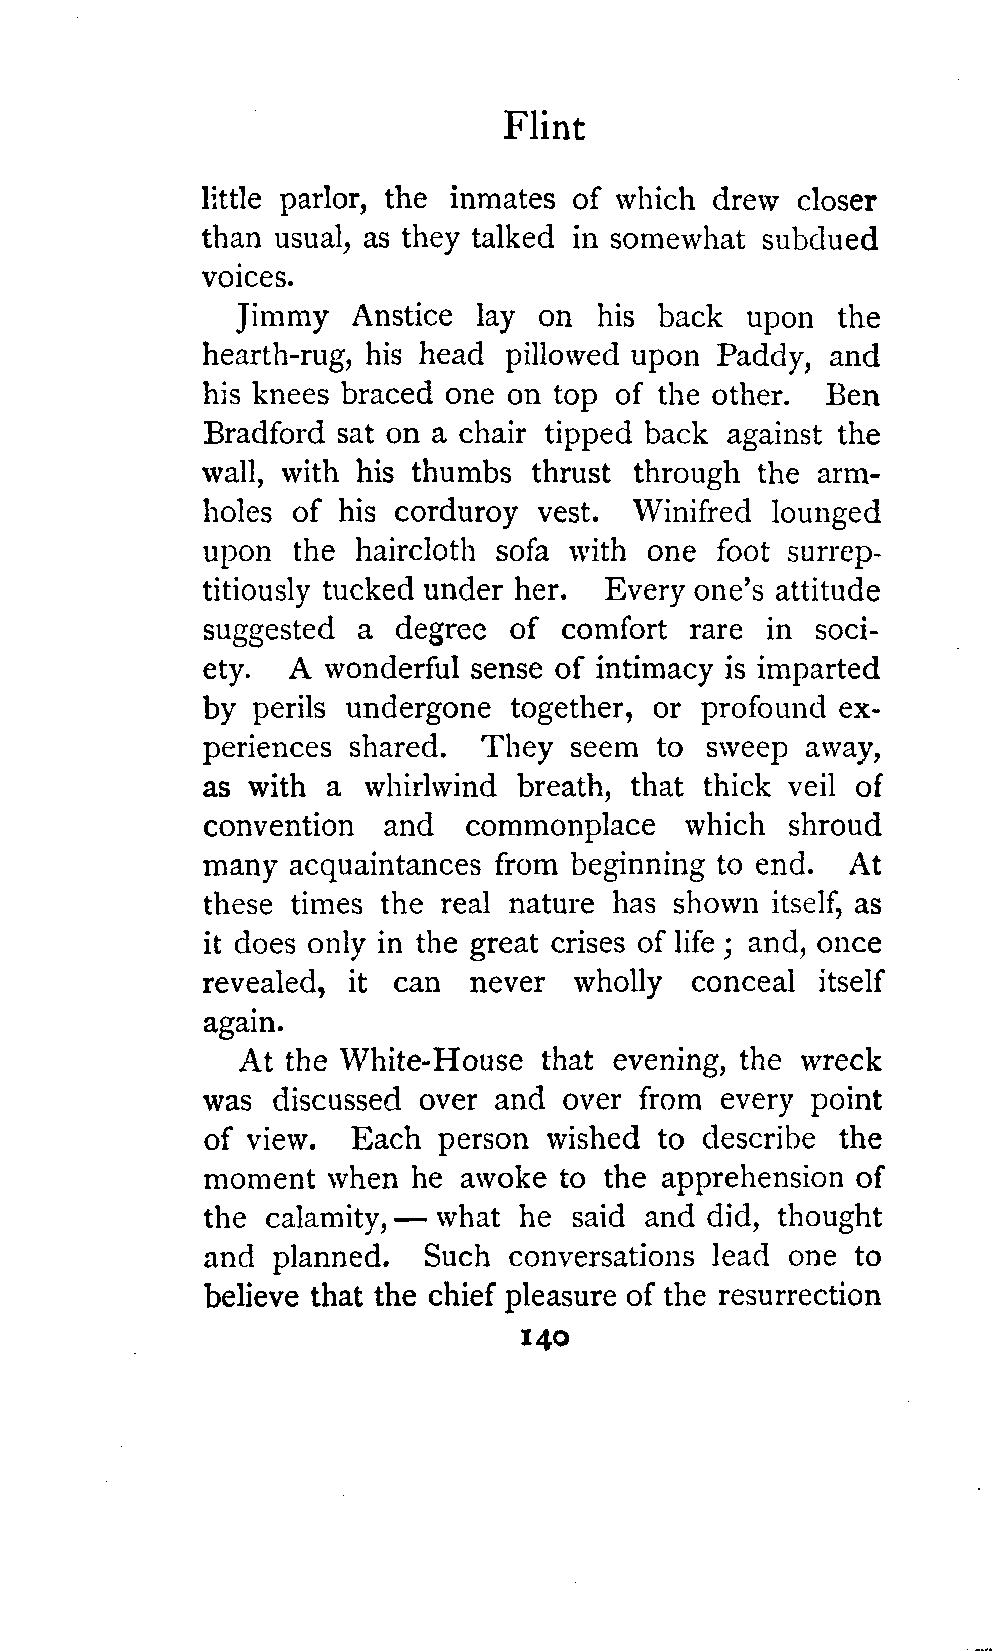 Flint
little parlor, the inmates of which drew closer
than usual, as they talked in somewhat subdued
voices.
Jimmy Anstice lay on his back upon the
hearth-rug, his head pillowed upon Paddy, and
his knees braced one on top of the other. Ben
Bradford sat on a chair tipped back against the
wall, with his thumbs thrust through the arm-
holes of his corduroy vest. Winifred lounged
upon the haircloth sofa with one foot surrep-
titiously tucked under her. Every one's attitude
suggested a degree of comfort rare in soci-
ety. A wonderful sense of intimacy is imparted
by perils undergone together, or profound ex-
periences shared. They seem to sweep away,
as with a whirlwind breath, that thick veil of
convention and commonplace which shroud
many acquaintances from beginning to end. At
these times the real nature has shown itself, as
it does only in the great crises of life ; and, once
revealed, it can never wholly conceal itself
again.
At the White-House that evening, the wreck
was discussed over and over from every point
of view. Each person wished to describe the
moment when he awoke to the apprehension of
the calamity, — what he said and did, thought
and planned. Such conversations lead one to
believe that the chief pleasure of the resurrection
140